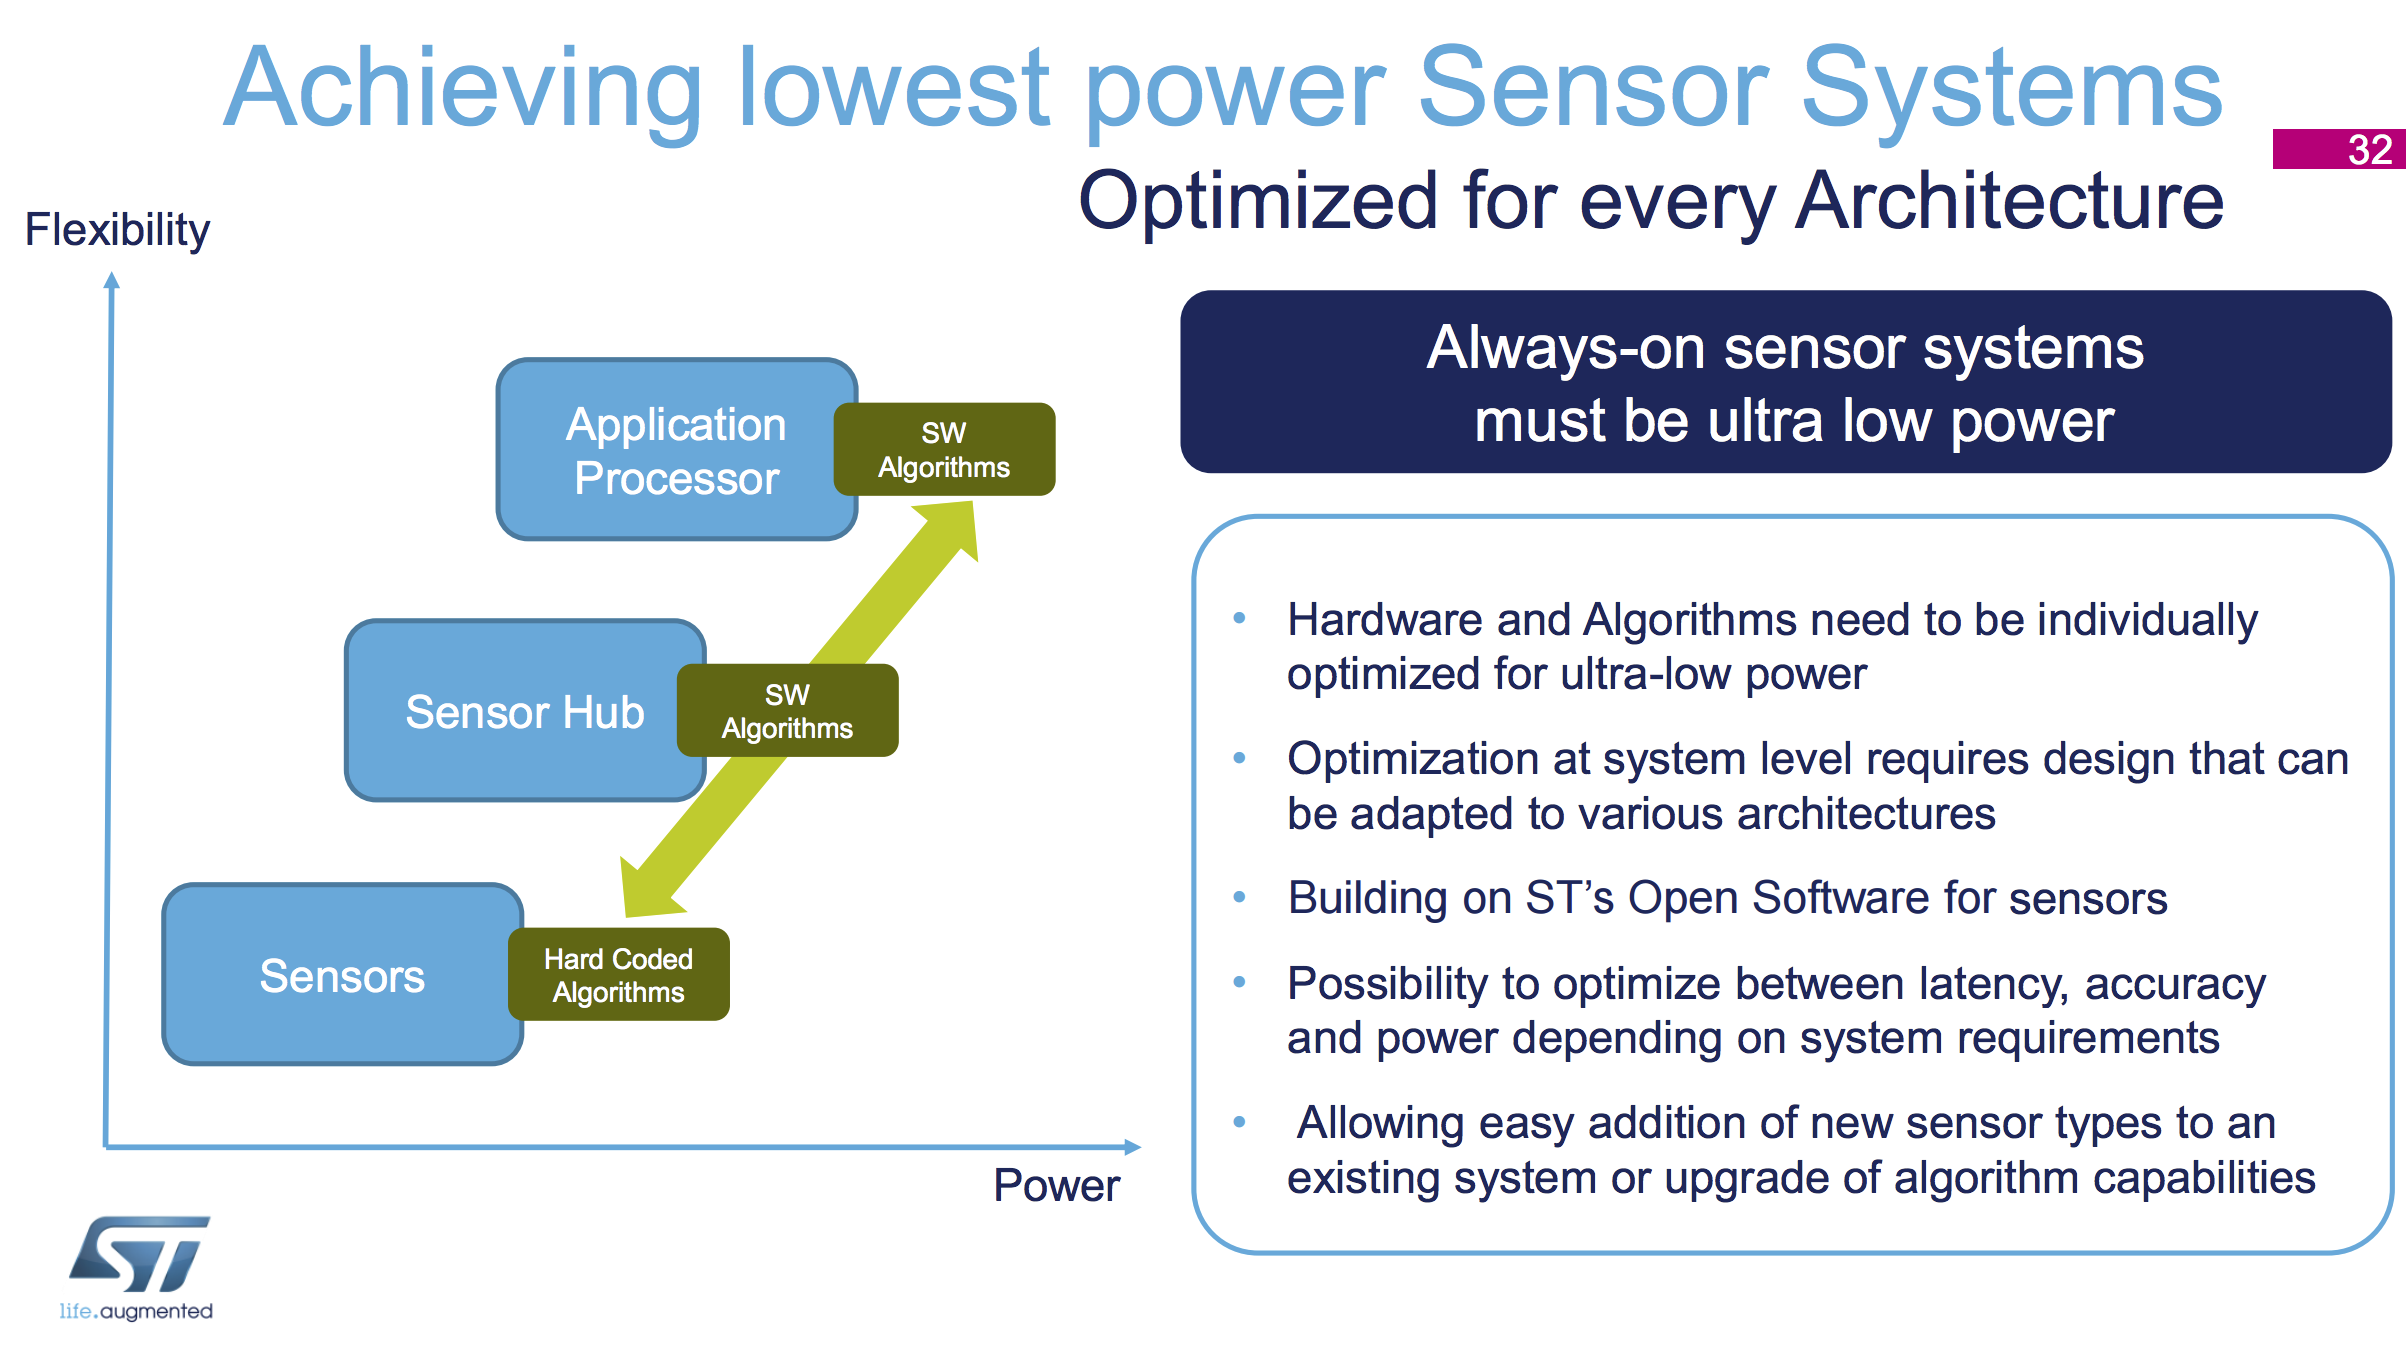 Achieving lowest power Sensor Systems
32
Optimized for every Architecture
Flexibility
Application
Processor
SW
Algorithms
Sensor Hub
SW
Algorithms
Sensors
Hard Coded
Algorithms
Power
Always-on sensor systems
must be ultra low power
• Hardware and Algorithms need to be individually
optimized for ultra-low power
• Optimization at system level requires design that can
be adapted to various architectures
• Building on ST’s Open Software for sensors
• Possibility to optimize between latency, accuracy
and power depending on system requirements
• Allowing easy addition of new sensor types to an
existing system or upgrade of algorithm capabilities
ST
life.augmented